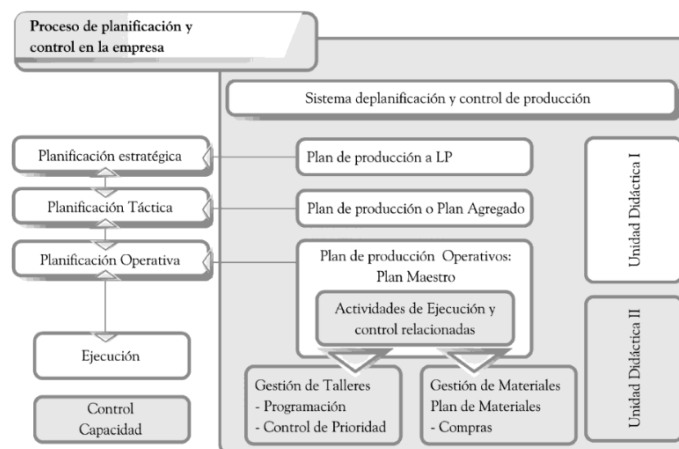 Proceso de planificación y
control en la empresa
Sistema deplanificación y control de producción
Planificación estratégica
Plan de producción a LP
Planificación Táctica
Plan de producción o Plan Agregado
Planificación Operativa
Plan de producción Operativos:
Plan Maestro
Actividades de Ejecución y
control relacionadas
Ejecución
Control
Capacidad
Gestión de Talleres
- Programación
- Control de Prioridad
Gestión de Materiales
Plan de Materiales
- Compras
Unidad Didáctica I
Unidad Didáctica II